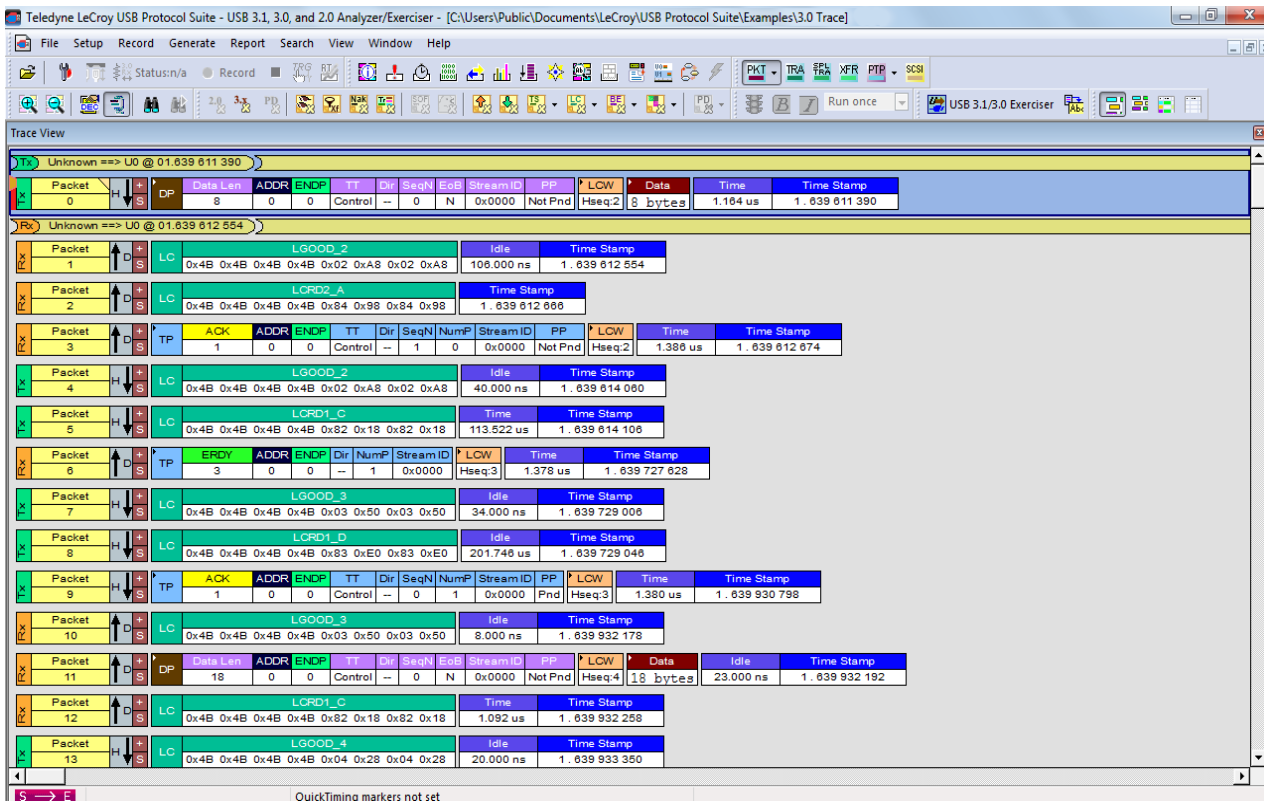 Teledyne LeCroy USB Protocol Suite - USB 3.1, 3.0, and 2.0 Analyzer/Exerciser - [C:\Users\Public\Documents\LeCroy\USB Protocol Suite\Examples\3.0 Trace]
File Setup Record Generate Report Search View Window Help
Status:n/a Record PKT TRA XFR PTP SCSI
Run once USB 3.1/3.0 Exerciser
Trace View
Tx Unknown ==> U0 @ 01.639 611 390
Packet H + DP Data Len ADDR ENDP TT Dir SeqN EoB Stream ID PP LCW Data Time Time Stamp
Tx 0 S 8 0 0 Control -- 0 N 0x0000 Not Pnd Hseq:2 8 bytes 1.164 us 1 . 639 611 390
Rx Unknown ==> U0 @ 01.639 612 554
Packet D + LC LGOOD_2 Idle Time Stamp
Rx 1 S 0x4B 0x4B 0x4B 0x4B 0x02 0xA8 0x02 0xA8 106.000 ns 1 . 639 612 554
Packet D + LC LCRD2_A Time Stamp
Rx 2 S 0x4B 0x4B 0x4B 0x4B 0x84 0x98 0x84 0x98 1 . 639 612 666
Packet D + TP ACK ADDR ENDP TT Dir SeqN NumP Stream ID PP LCW Time Time Stamp
Rx 3 S 1 0 0 Control -- 1 0 0x0000 Not Pnd Hseq:2 1.386 us 1 . 639 612 674
Packet H + LC LGOOD_2 Idle Time Stamp
Tx 4 S 0x4B 0x4B 0x4B 0x4B 0x02 0xA8 0x02 0xA8 40.000 ns 1 . 639 614 060
Packet H + LC LCRD1_C Time Time Stamp
Tx 5 S 0x4B 0x4B 0x4B 0x4B 0x82 0x18 0x82 0x18 113.522 us 1 . 639 614 106
Packet D + TP ERDY ADDR ENDP Dir NumP Stream ID LCW Time Time Stamp
Rx 6 S 3 0 0 -- 1 0x0000 Hseq:3 1.378 us 1 . 639 727 628
Packet H + LC LGOOD_3 Idle Time Stamp
Tx 7 S 0x4B 0x4B 0x4B 0x4B 0x03 0x50 0x03 0x50 34.000 ns 1 . 639 729 006
Packet H + LC LCRD1_D Time Time Stamp
Tx 8 S 0x4B 0x4B 0x4B 0x4B 0x83 0xE0 0x83 0xE0 201.746 us 1 . 639 729 046
Packet H + TP ACK ADDR ENDP TT Dir SeqN NumP Stream ID PP LCW Time Time Stamp
Tx 9 S 1 0 0 Control -- 0 1 0x0000 Pnd Hseq:3 1.380 us 1 . 639 930 798
Packet D + LC LGOOD_3 Idle Time Stamp
Rx 10 S 0x4B 0x4B 0x4B 0x4B 0x03 0x50 0x03 0x50 8.000 ns 1 . 639 932 178
Packet D + DP Data Len ADDR ENDP TT Dir SeqN EoB Stream ID PP LCW Data Idle Time Stamp
Rx 11 S 18 0 0 Control -- 0 N 0x0000 Not Pnd Hseq:4 18 bytes 23.000 ns 1 . 639 932 192
Packet D + LC LCRD1_C Time Time Stamp
Rx 12 S 0x4B 0x4B 0x4B 0x4B 0x82 0x18 0x82 0x18 1.092 us 1 . 639 932 258
Packet H + LC LGOOD_4 Idle Time Stamp
Tx 13 S 0x4B 0x4B 0x4B 0x4B 0x04 0x28 0x04 0x28 20.000 ns 1 . 639 933 350
S → E QuickTiming markers not set